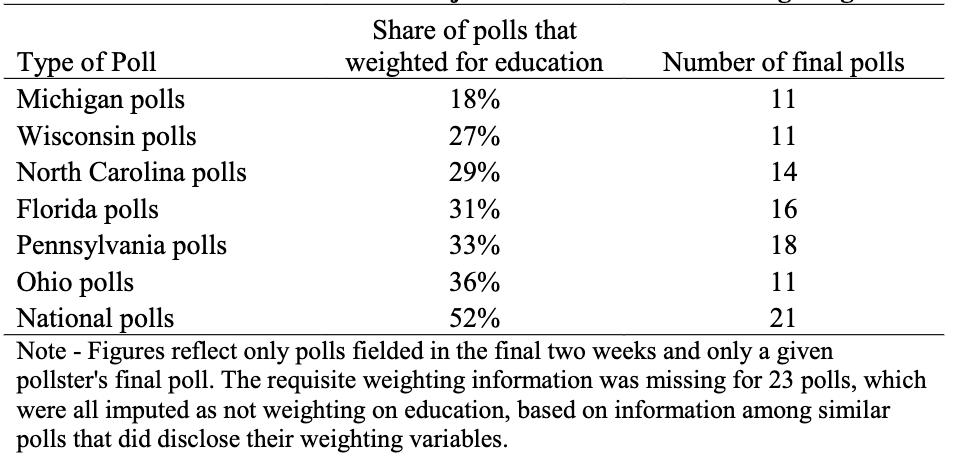 Share of polls that
Type of Poll weighted for education Number of final polls
Michigan polls 18% 11
Wisconsin polls 27% 11
North Carolina polls 29% 14
Florida polls 31% 16
Pennsylvania polls 33% 18
Ohio polls 36% 11
National polls 52% 21
Note - Figures reflect only polls fielded in the final two weeks and only a given
pollster's final poll. The requisite weighting information was missing for 23 polls, which
were all imputed as not weighting on education, based on information among similar
polls that did disclose their weighting variables.